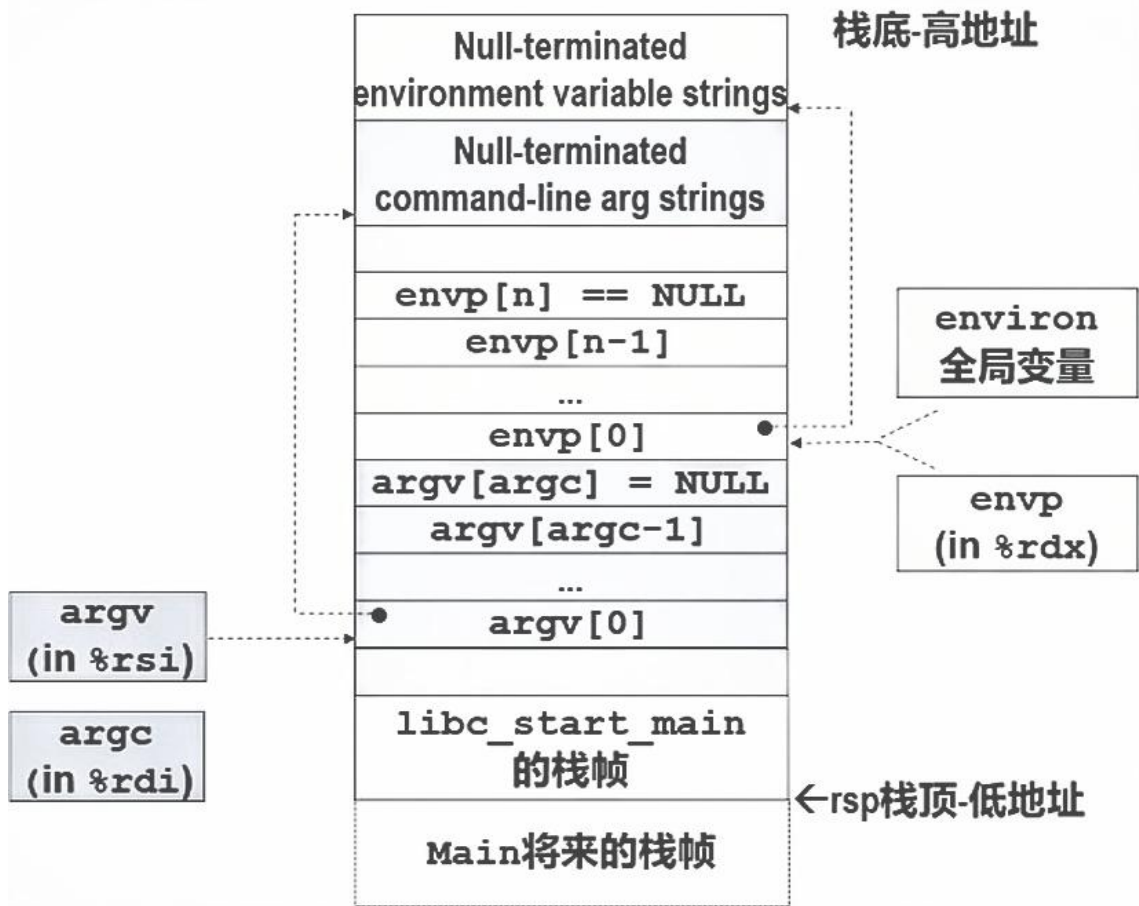 栈底-高地址
Null-terminated
environment variable strings
Null-terminated
command-line arg strings
envp[n] == NULL
envp[n-1]
...
envp[0]
argv[argc] = NULL
argv[argc-1]
...
argv[0]
libc_start_main
的栈帧
Main将来的栈帧
environ
全局变量
envp
(in %rdx)
argv
(in %rsi)
argc
(in %rdi)
←rsp栈顶-低地址